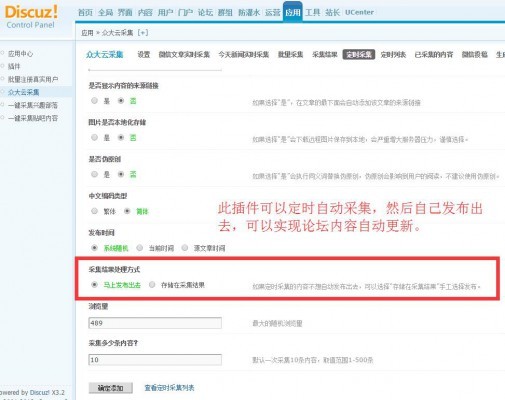 Discuz!
Control Panel
首页 全局 界面 内容 用户 门户 论坛 群组 防灌水 运营 应用 工具 站长 UCenter
应用 » 众大云采集 [+]
应用中心
插件
批量注册真实用户
众大云采集
一键采集兴趣部落
一键采集贴吧内容
众大云采集 设置 微信文章实时采集 今天新闻实时采集 批量采集 采集结果 定时采集 定时列表 已采集的内容
是否显示内容的来源链接
是 否
如果选择“是”，在文章的最下面会自动添加该文章的来源
图片是否本地化存储
是 否
如果选择“是”会下载远程图片保存到本地，会严重增大服务器压力，谨慎选择。
是否伪原创
是 否
如果选择“是”会执行同义词替换伪原创，伪原创会影响到用户的阅读，不建议使用伪原创。
中文编码类型
繁体 简体
此插件可以定时自动采集，然后自己发布出
去，可以实现论坛内容自动更新。
发布时间
系统随机 当前时间 源文章时间
采集结果处理方式
马上发布出去 存储在采集结果
如果定时采集的内容不想自动发布出去，可以选择“存储在采集结果”手工选择发布。
浏览量
489
最大的随机浏览量
采集多少条内容?
10
默认一次采集10条内容，取值范围1-500条
确定添加 查看定时采集列表
owered by Discuz! X3.2